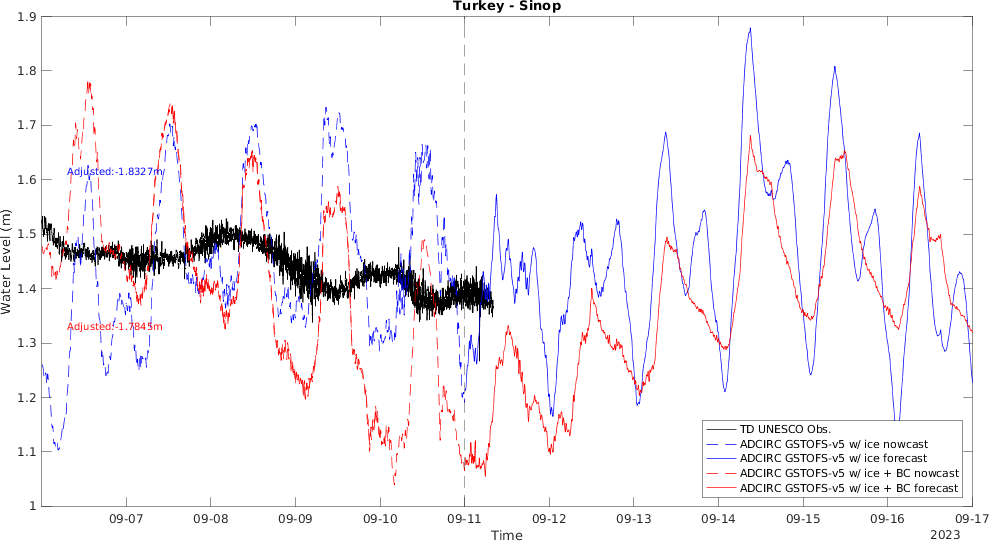 Turkey - Sinop
1.9
1.8
1.7
1.6
1.5
1.4
1.3
1.2
1.1
1
Water Level (m)
Adjusted:-1.8327m
Adjusted:-1.7845m
TD UNESCO Obs.
ADCIRC GSTOFS-v5 w/ ice nowcast
ADCIRC GSTOFS-v5 w/ ice forecast
ADCIRC GSTOFS-v5 w/ ice + BC nowcast
ADCIRC GSTOFS-v5 w/ ice + BC forecast
09-07 09-08 09-09 09-10 09-11 09-12 09-13 09-14 09-15 09-16 09-17
Time
2023